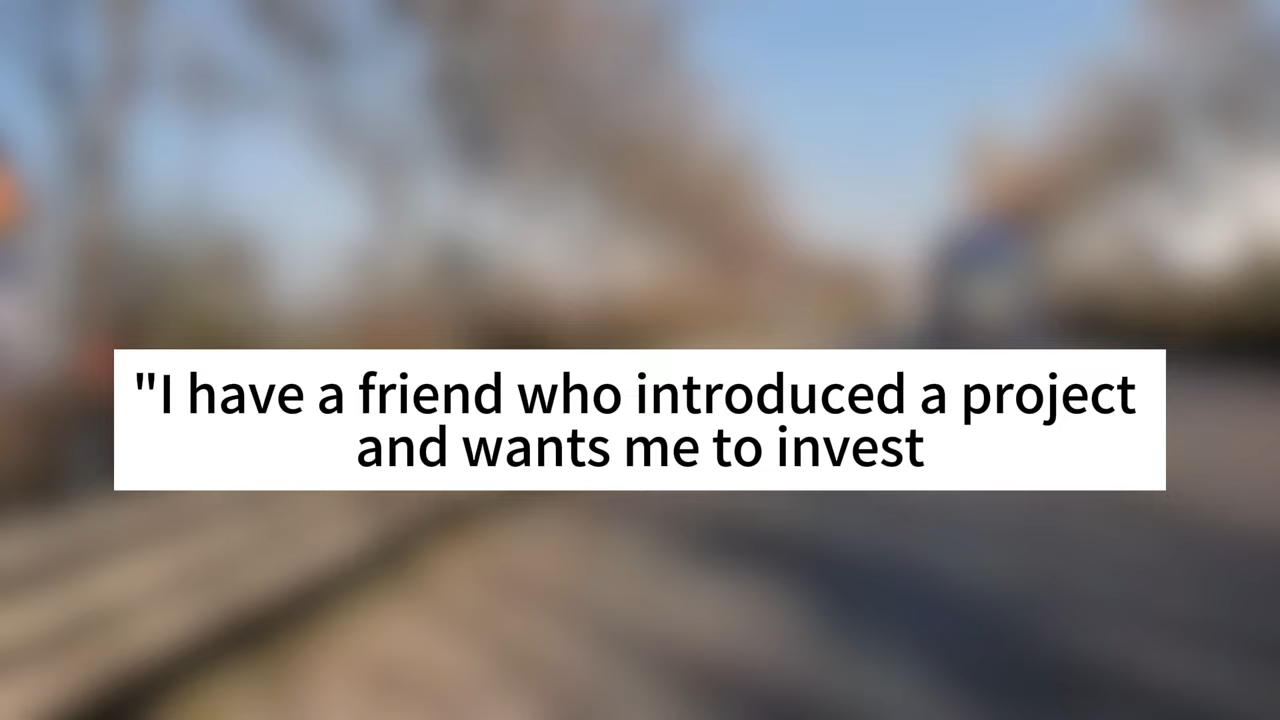 "I have a friend who introduced a project
and wants me to invest